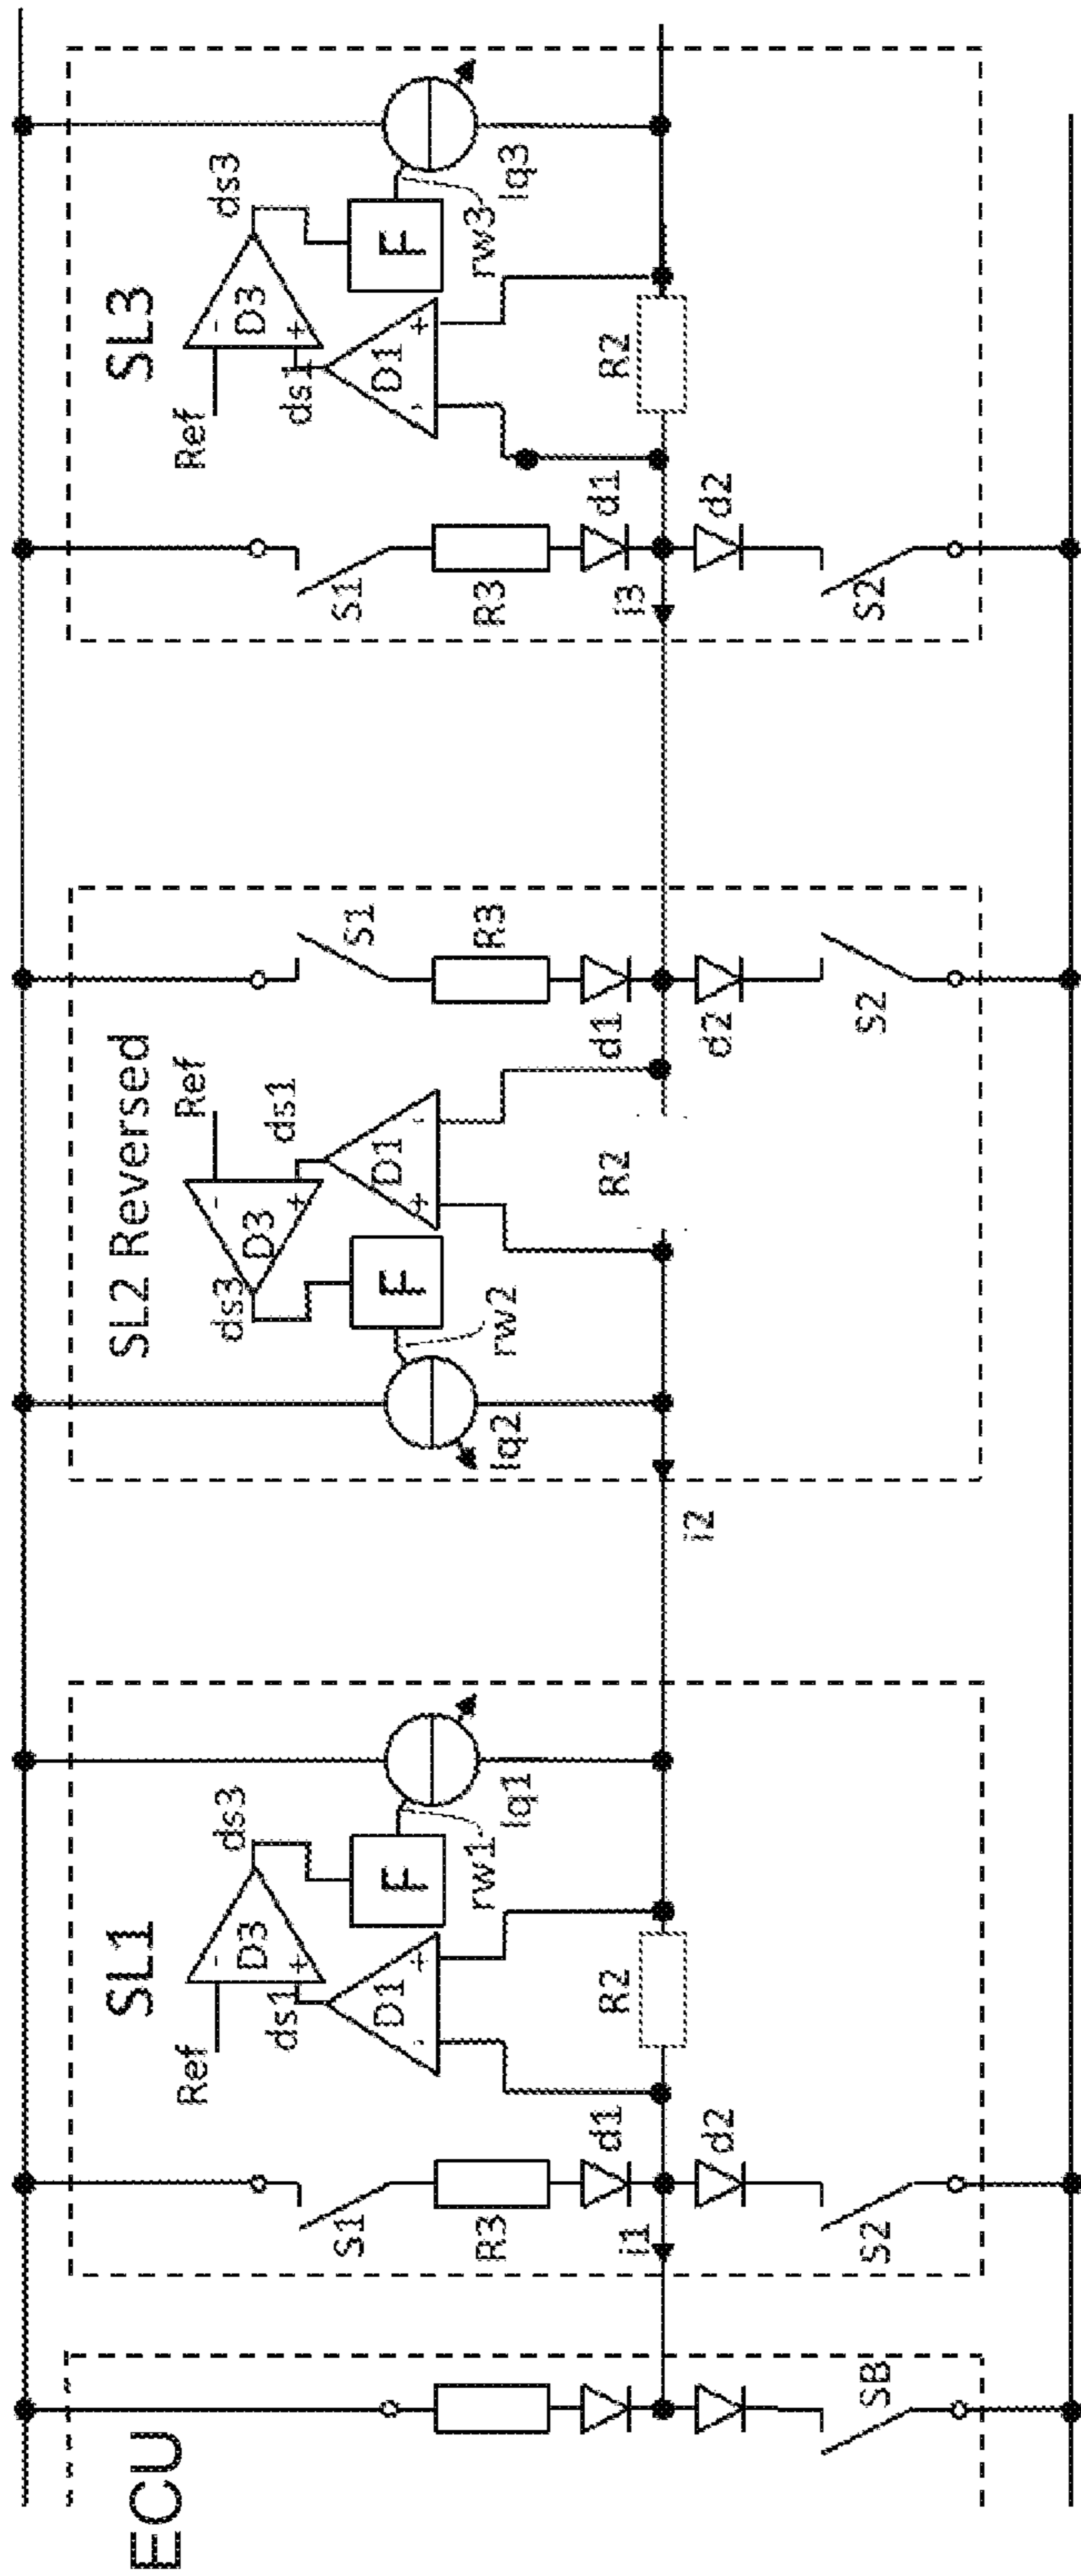 ECU
SB
SL1
Ref
ds1
D3
ds3
D1
-
+
-
+
F
rw1
Iq1
S1
R3
d1
i1
d2
S2
R2
i2
SL2 Reversed
ds3
D3
Ref
ds1
-
+
D1
+
-
F
rw2
Iq2
R2
S1
R3
d1
d2
S2
SL3
Ref
ds1
D3
ds3
-
+
D1
-
+
F
rw3
Iq3
S1
R3
d1
i3
d2
S2
R2